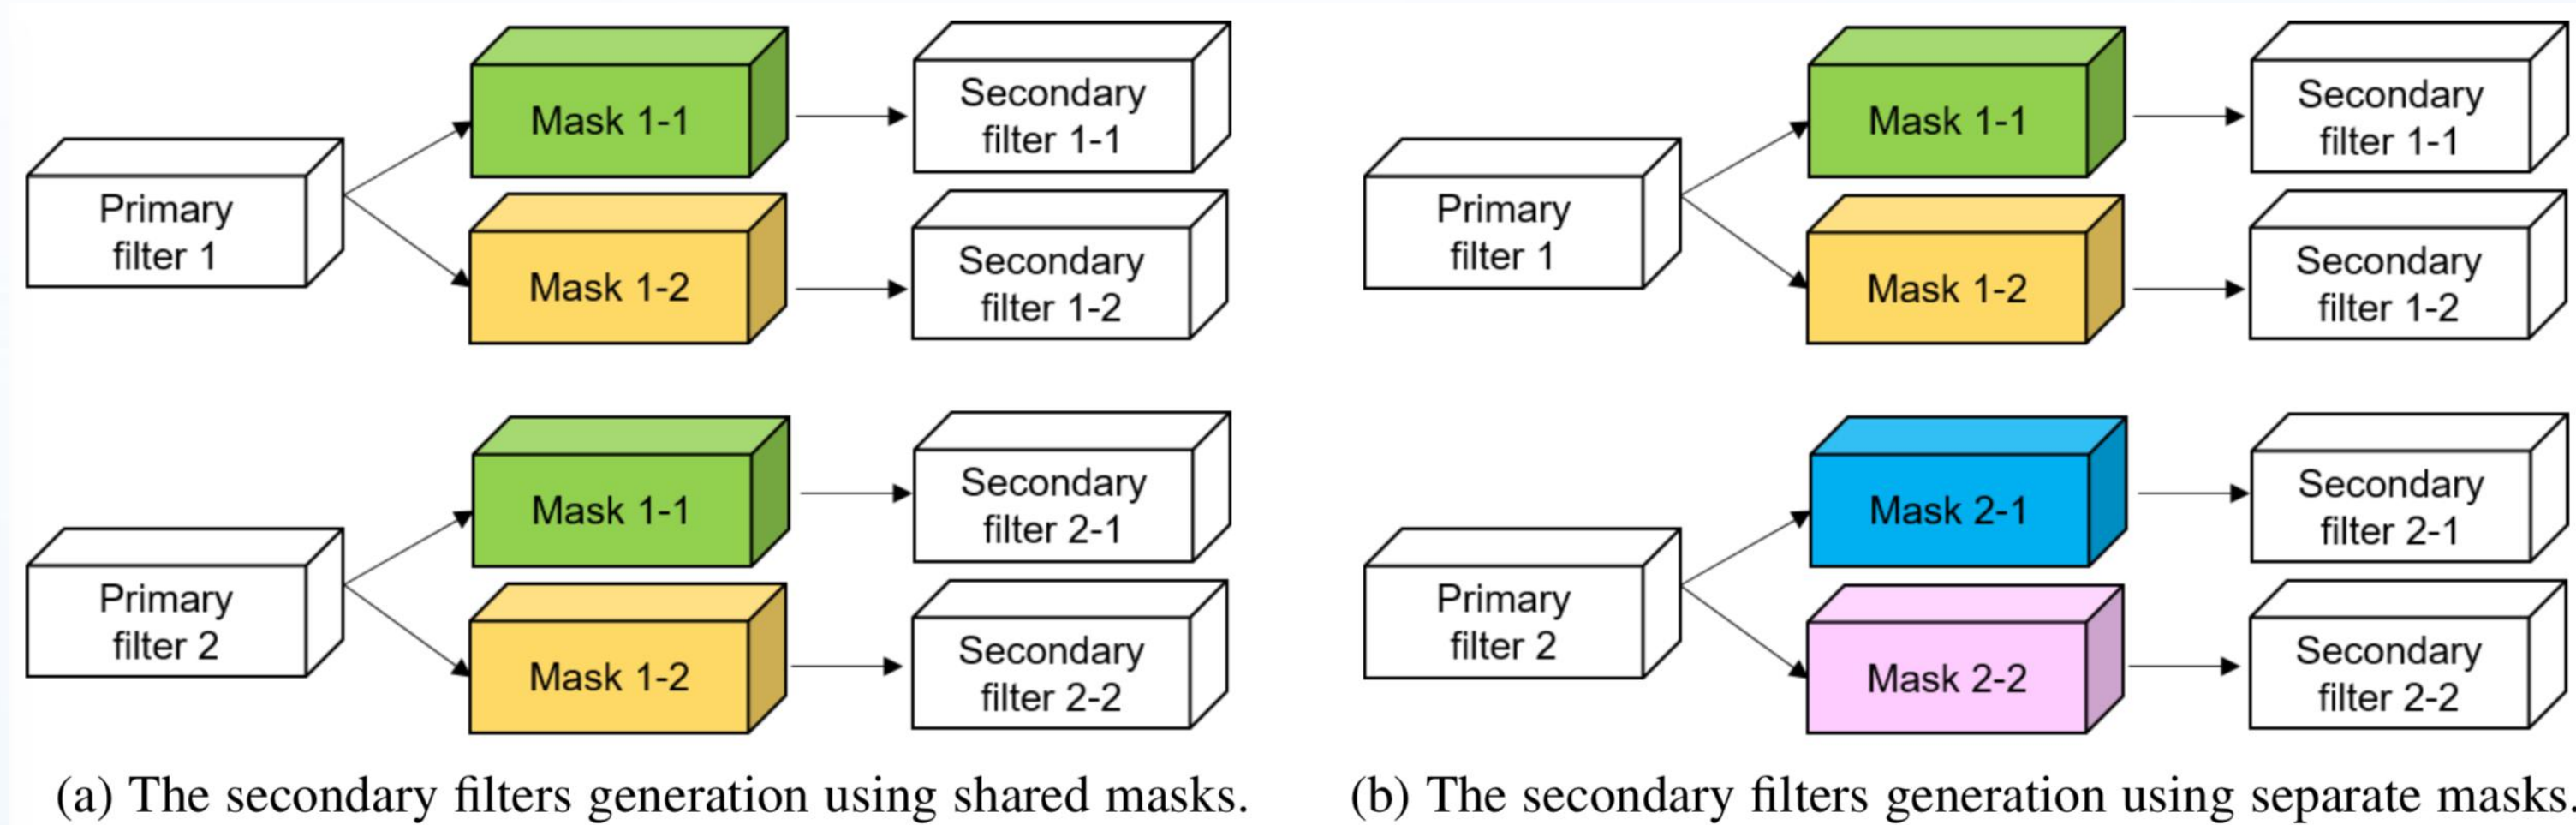 Primary
filter 1
Mask 1-1
Secondary
filter 1-1
Mask 1-2
Secondary
filter 1-2
Primary
filter 2
Mask 1-1
Secondary
filter 2-1
Mask 1-2
Secondary
filter 2-2
(a) The secondary filters generation using shared masks.
Primary
filter 1
Mask 1-1
Secondary
filter 1-1
Mask 1-2
Secondary
filter 1-2
Primary
filter 2
Mask 2-1
Secondary
filter 2-1
Mask 2-2
Secondary
filter 2-2
(b) The secondary filters generation using separate masks.